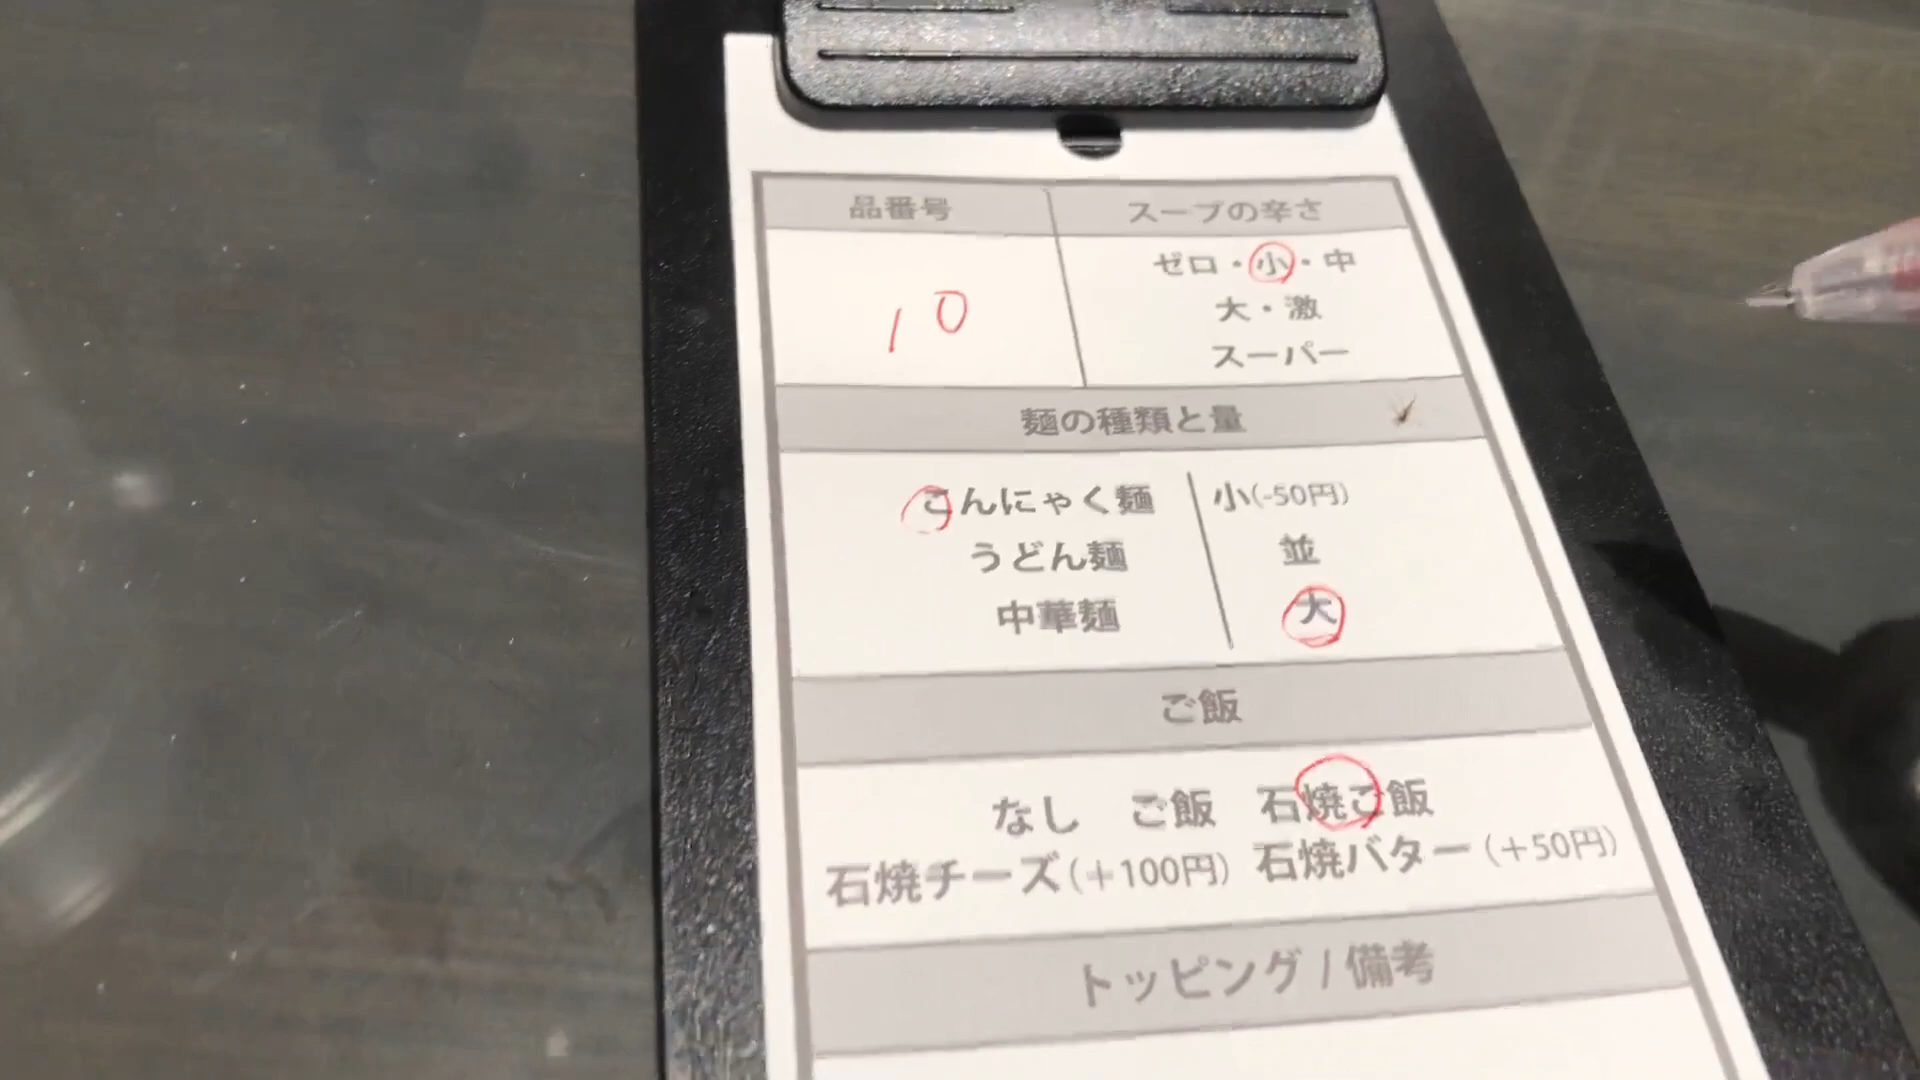 品番号 スープの辛さ
10
ゼロ・小・中
大・激
スーパー
麺の種類と量
こんにゃく麺 小(-50円)
うどん麺 並
中華麺 大
ご飯
なし ご飯 石焼ご飯
石焼チーズ(+100円) 石焼バター(+50円)
トッピング/備考